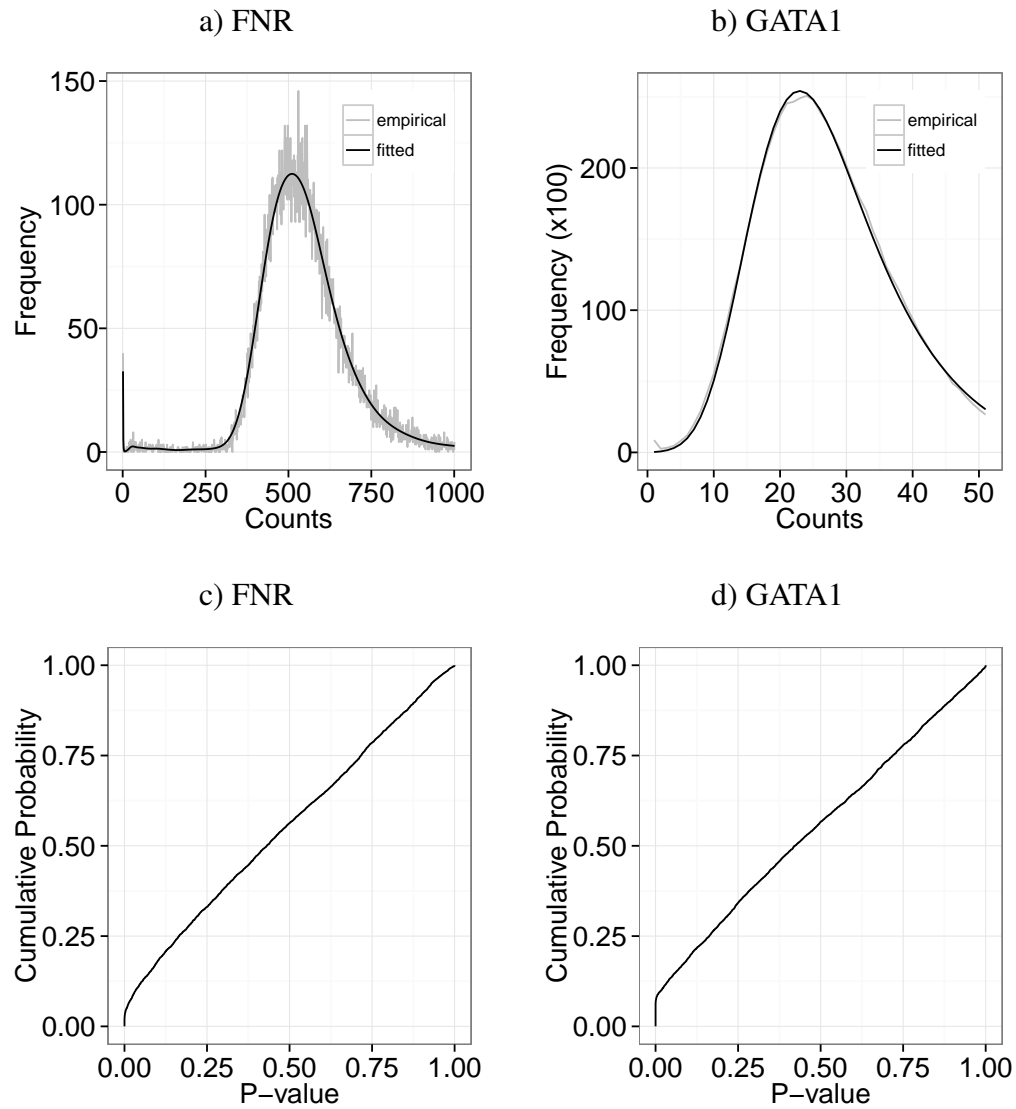 a) FNR
b) GATA1
150
100
50
0
Frequency
empirical
fitted
0 250 500 750 1000
Counts
200
100
0
Frequency (x100)
empirical
fitted
0 10 20 30 40 50
Counts
c) FNR
d) GATA1
1.00
0.75
0.50
0.25
0.00
Cumulative Probability
0.00 0.25 0.50 0.75 1.00
P−value
1.00
0.75
0.50
0.25
0.00
Cumulative Probability
0.00 0.25 0.50 0.75 1.00
P−value